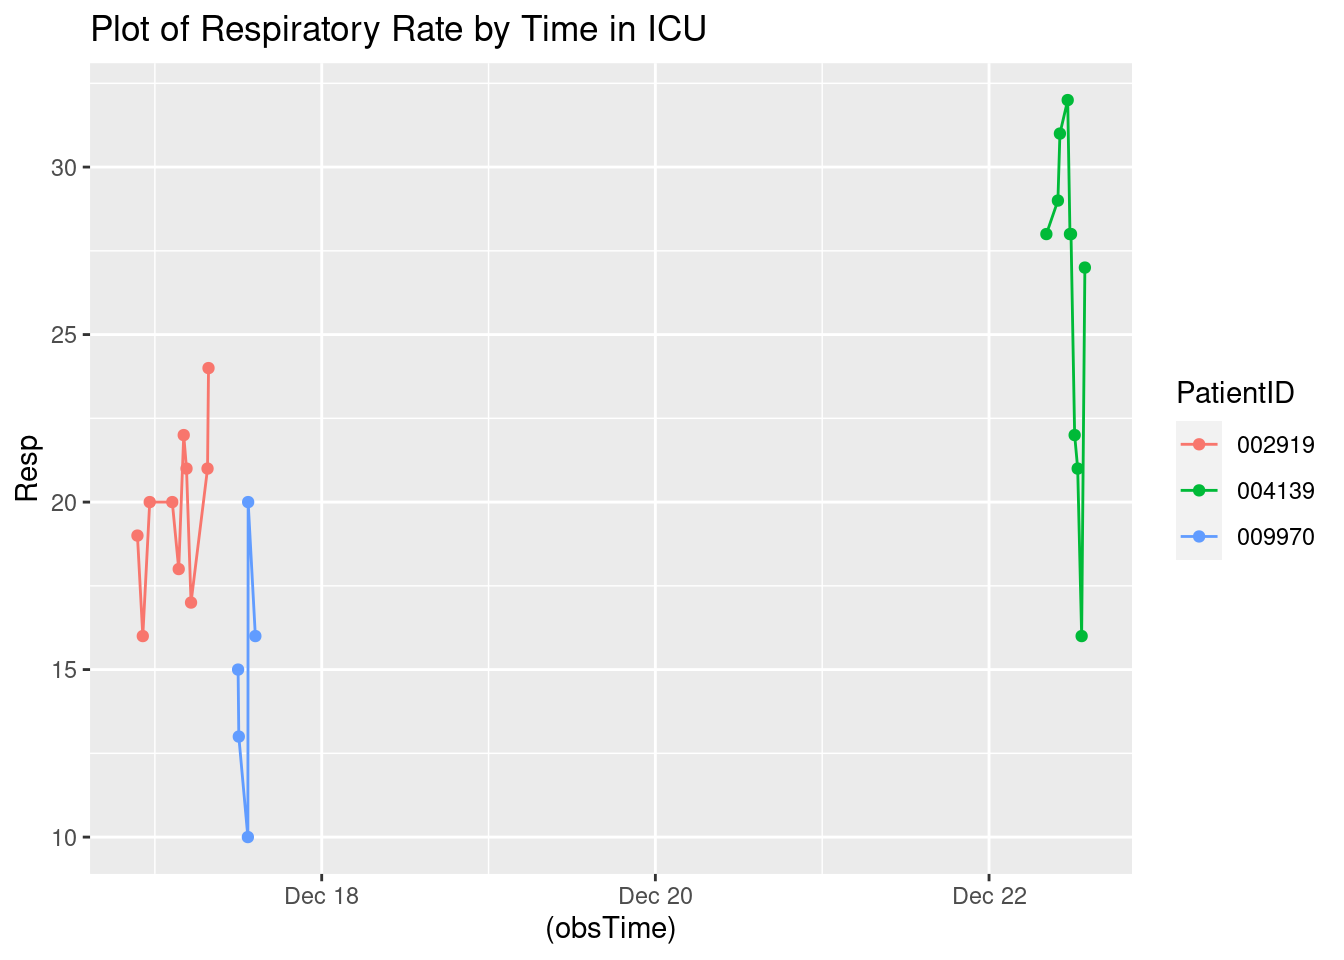 Plot of Respiratory Rate by Time in ICU
Resp
30
25
20
15
10
Dec 18
Dec 20
Dec 22
(obsTime)
PatientID
002919
004139
009970